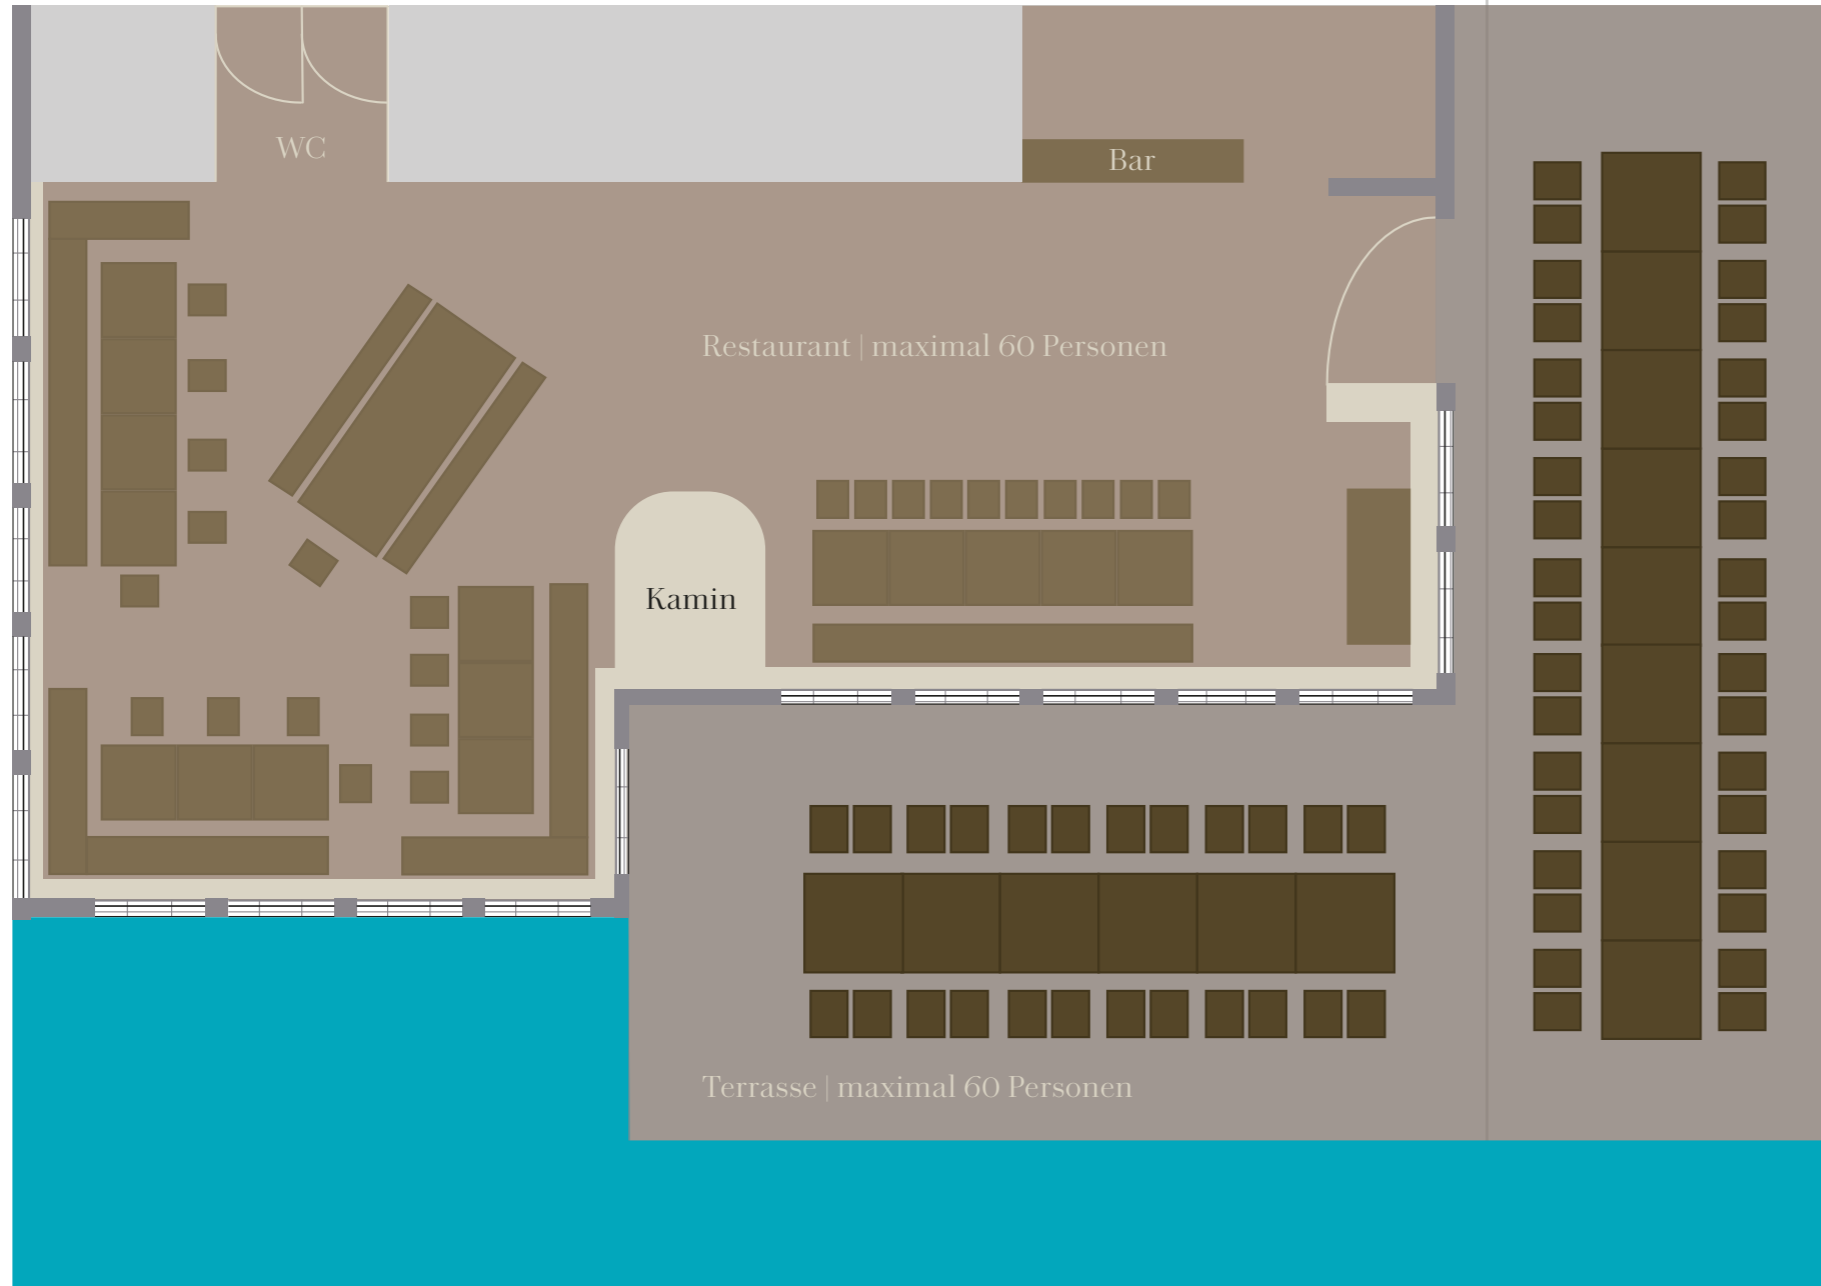 WC
Bar
Restaurant | maximal 60 Personen
Kamin
Terrasse | maximal 60 Personen